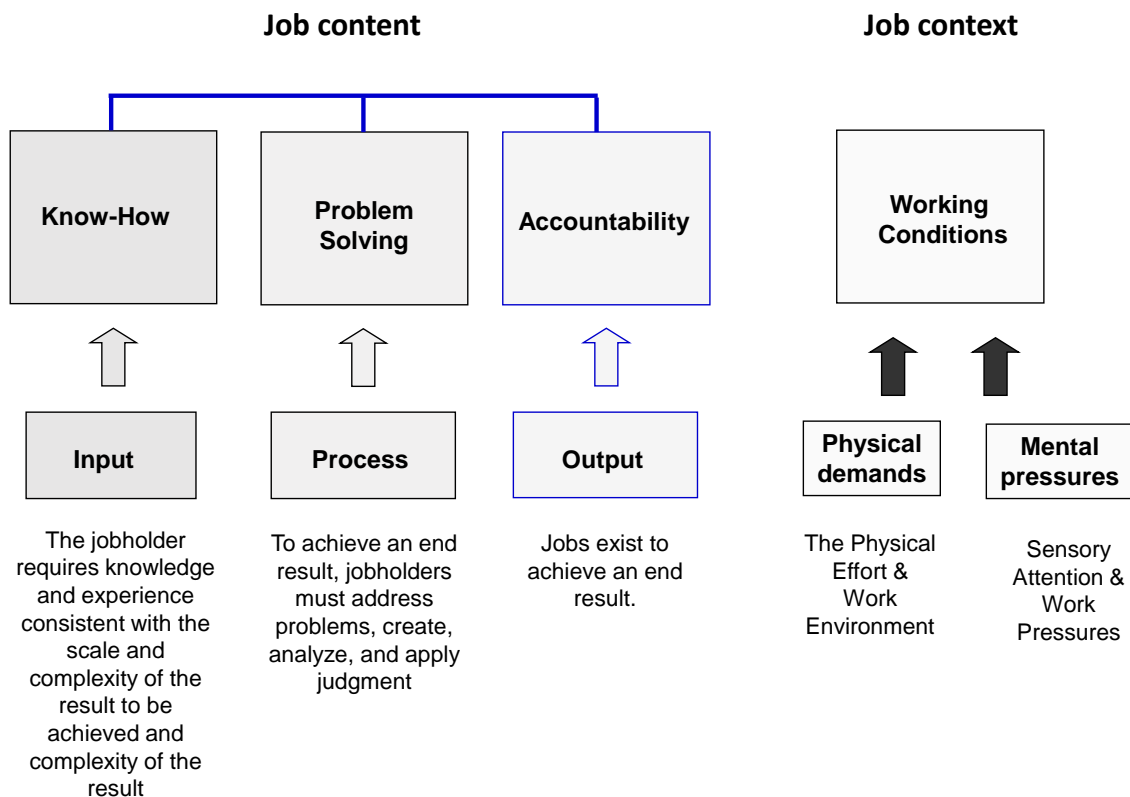 Job content
Job context
Know-How
Problem
Solving
Accountability
Working
Conditions
Input
Process
Output
Physical
demands
Mental
pressures
The jobholder
requires knowledge
and experience
consistent with the
scale and
complexity of the
result to be
achieved and
complexity of the
result
To achieve an end
result, jobholders
must address
problems, create,
analyze, and apply
judgment
Jobs exist to
achieve an end
result.
The Physical
Effort &
Work
Environment
Sensory
Attention &
Work
Pressures